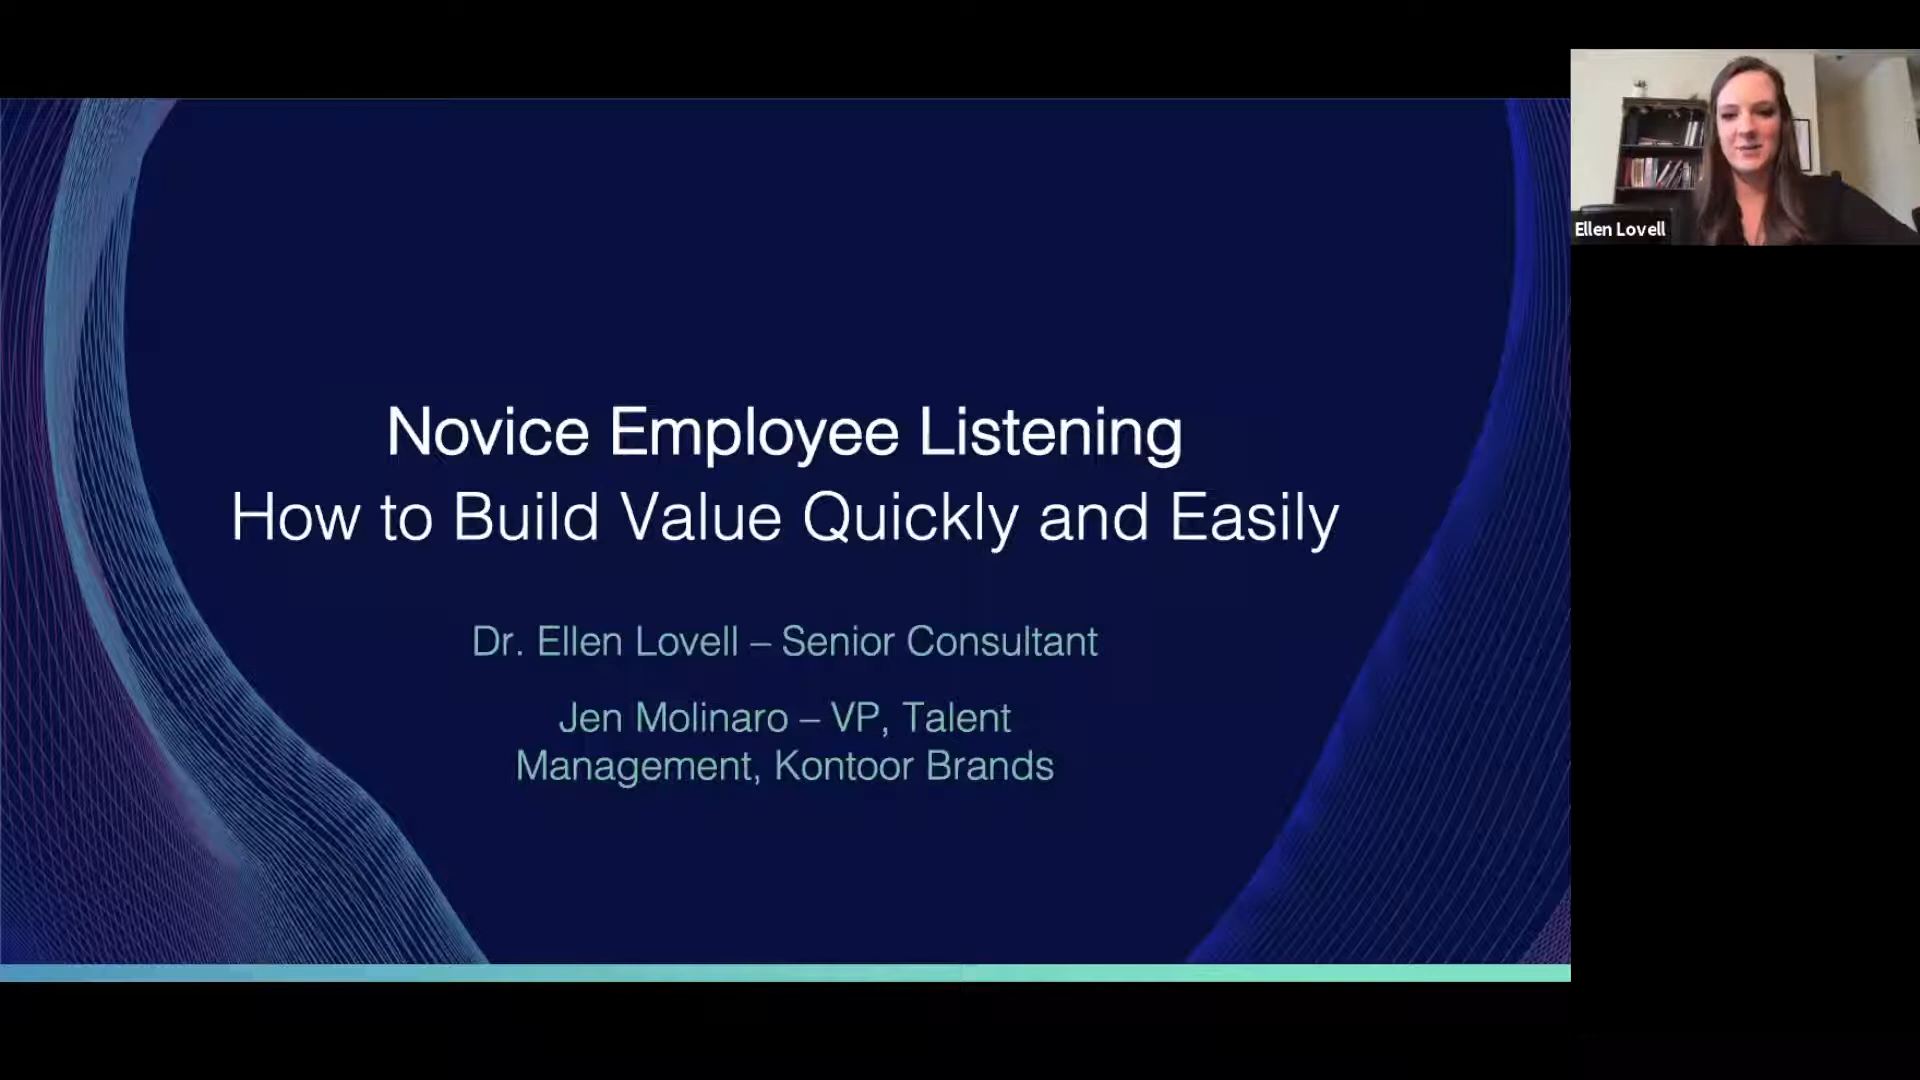 Novice Employee Listening
How to Build Value Quickly and Easily
Dr. Ellen Lovell – Senior Consultant
Jen Molinaro – VP, Talent
Management, Kontoor Brands
Ellen Lovell